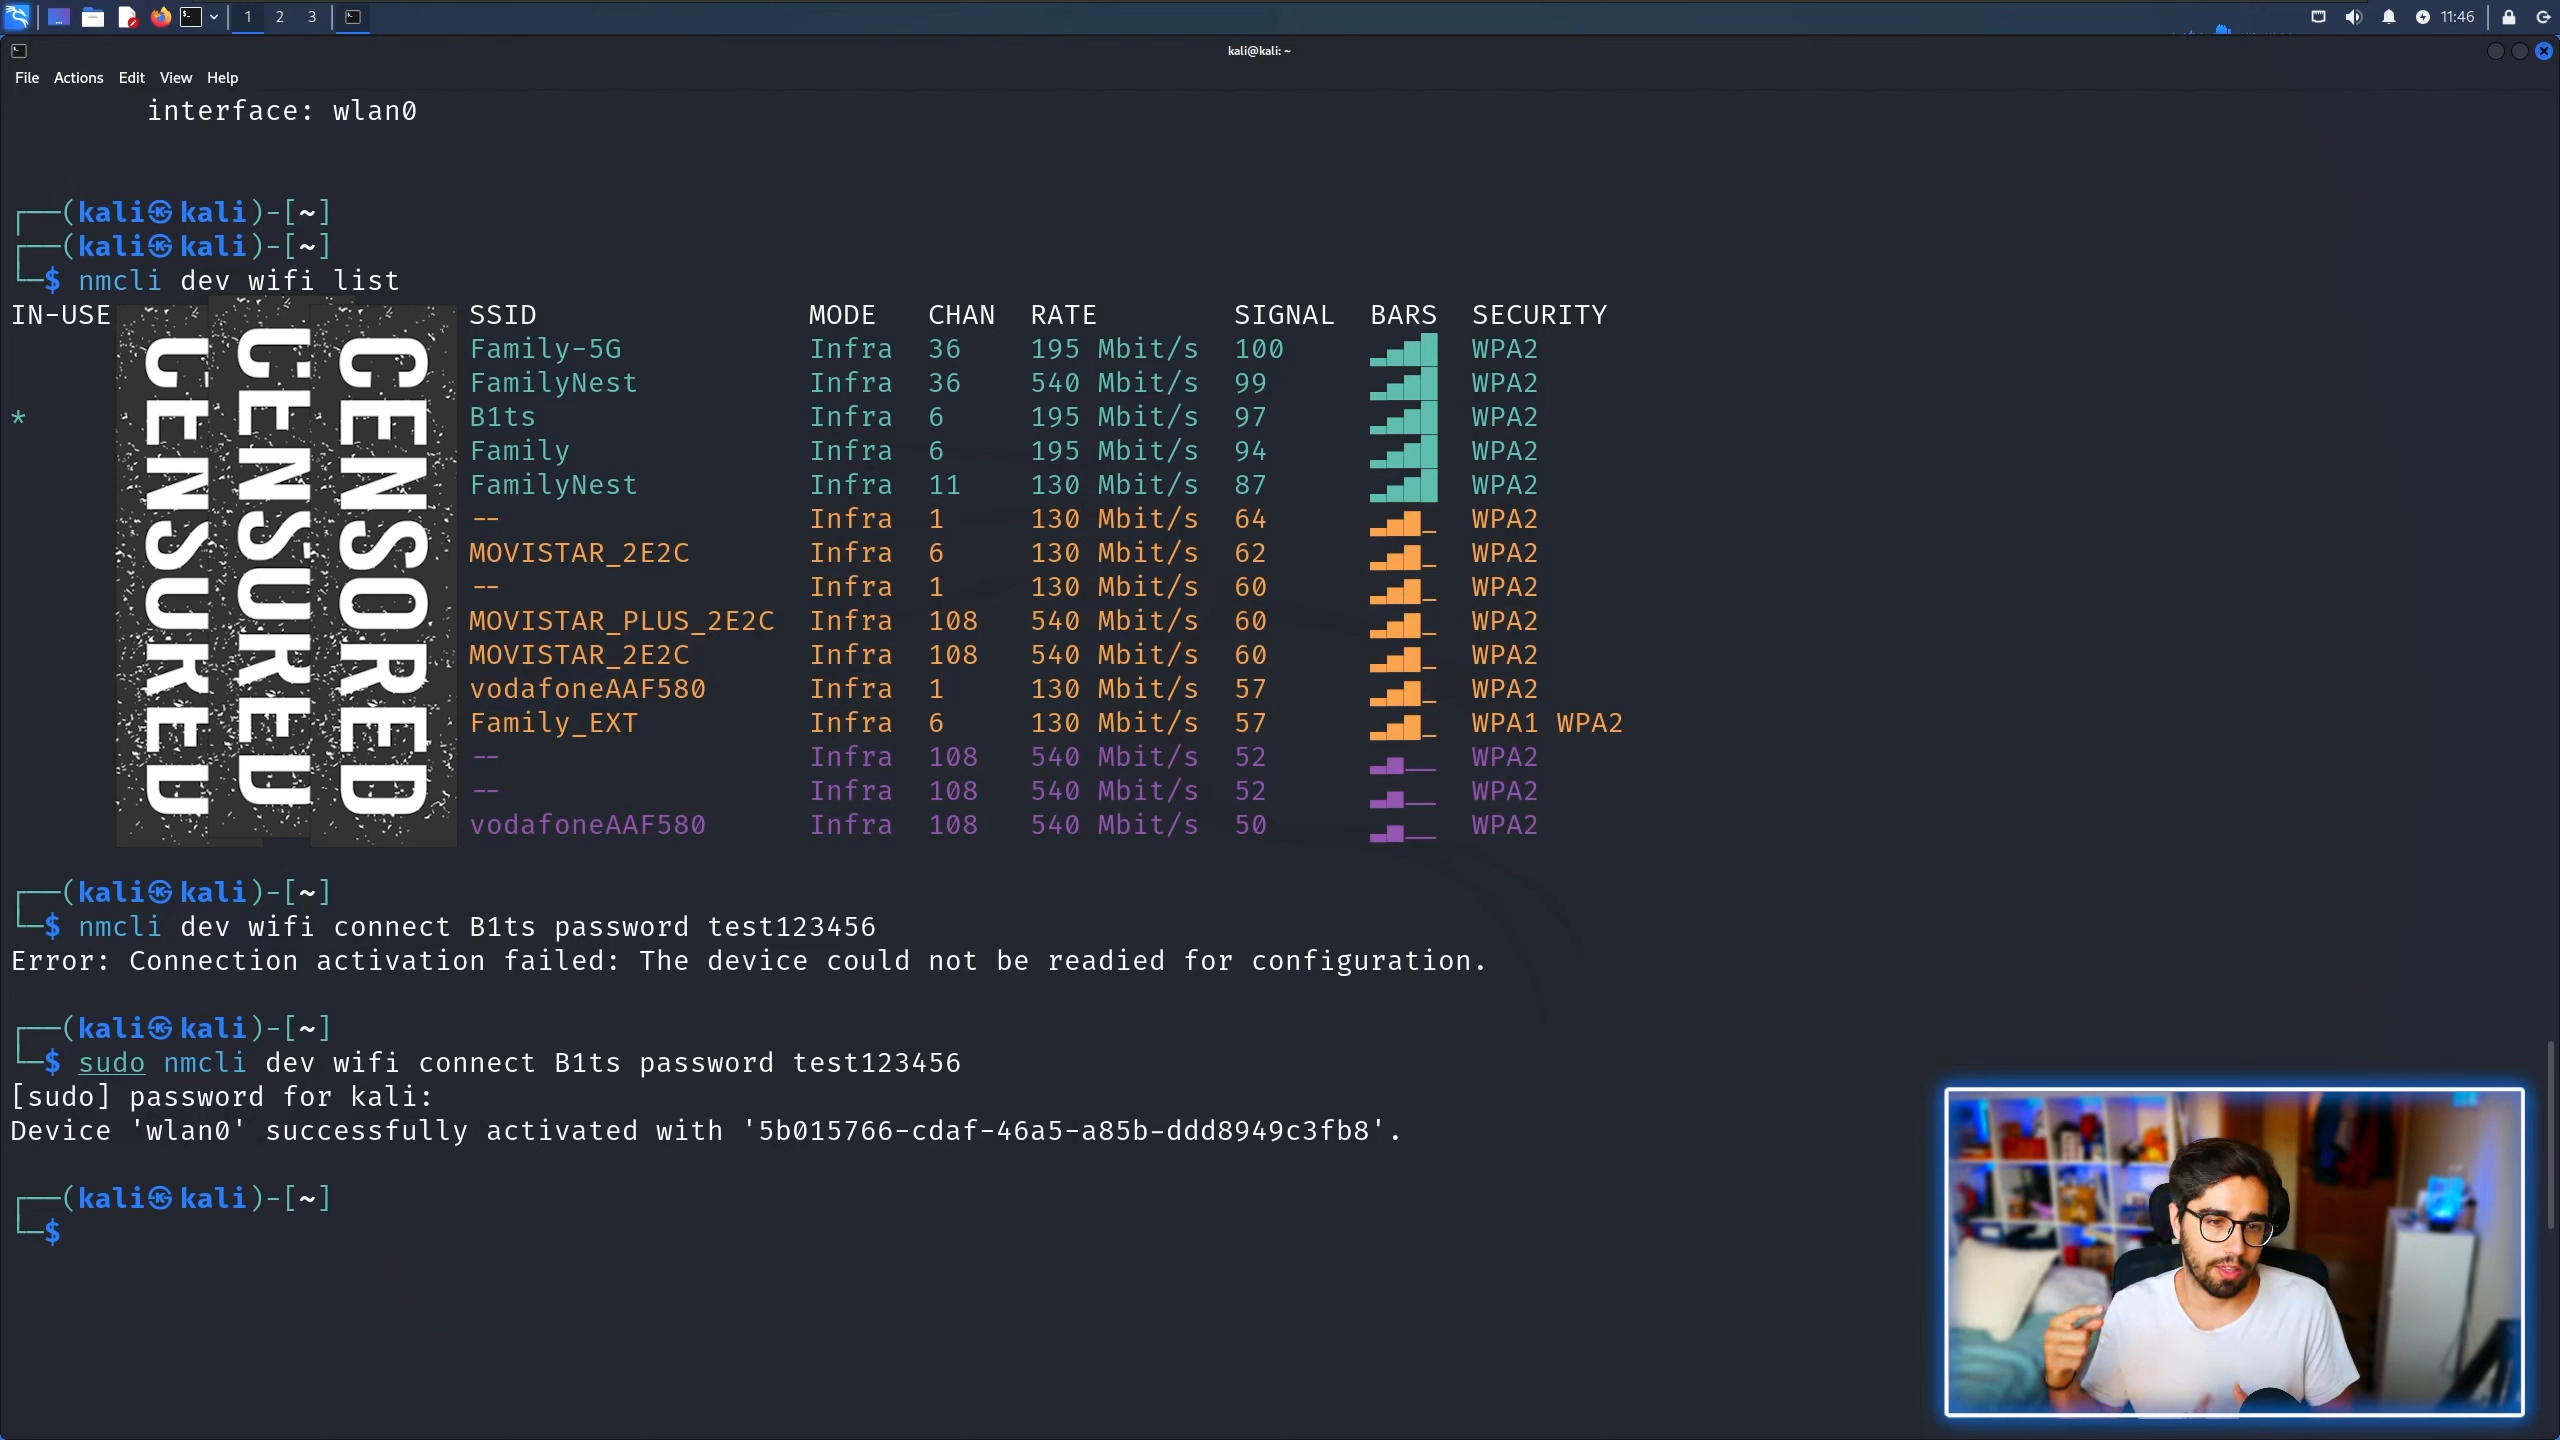 1 2 3 11:46
kali@kali: ~
File Actions Edit View Help
interface: wlan0
┌──(kali㉿kali)-[~]
┌──(kali㉿kali)-[~]
└─$ nmcli dev wifi list
IN-USE SSID MODE CHAN RATE SIGNAL BARS SECURITY
Family-5G Infra 36 195 Mbit/s 100 ▂▄▆█ WPA2
FamilyNest Infra 36 540 Mbit/s 99 ▂▄▆█ WPA2
* B1ts Infra 6 195 Mbit/s 97 ▂▄▆█ WPA2
Family Infra 6 195 Mbit/s 94 ▂▄▆█ WPA2
FamilyNest Infra 11 130 Mbit/s 87 ▂▄▆█ WPA2
-- Infra 1 130 Mbit/s 64 ▂▄▆_ WPA2
MOVISTAR_2E2C Infra 6 130 Mbit/s 62 ▂▄▆_ WPA2
-- Infra 1 130 Mbit/s 60 ▂▄▆_ WPA2
MOVISTAR_PLUS_2E2C Infra 108 540 Mbit/s 60 ▂▄▆_ WPA2
MOVISTAR_2E2C Infra 108 540 Mbit/s 60 ▂▄▆_ WPA2
vodafoneAAF580 Infra 1 130 Mbit/s 57 ▂▄▆_ WPA2
Family_EXT Infra 6 130 Mbit/s 57 ▂▄▆_ WPA1 WPA2
-- Infra 108 540 Mbit/s 52 ▂▄__ WPA2
-- Infra 108 540 Mbit/s 52 ▂▄__ WPA2
vodafoneAAF580 Infra 108 540 Mbit/s 50 ▂▄__ WPA2
CENSORED
CENSORED
CENSORED
┌──(kali㉿kali)-[~]
└─$ nmcli dev wifi connect B1ts password test123456
Error: Connection activation failed: The device could not be readied for configuration.
┌──(kali㉿kali)-[~]
└─$ sudo nmcli dev wifi connect B1ts password test123456
[sudo] password for kali:
Device 'wlan0' successfully activated with '5b015766-cdaf-46a5-a85b-ddd8949c3fb8'.
┌──(kali㉿kali)-[~]
└─$